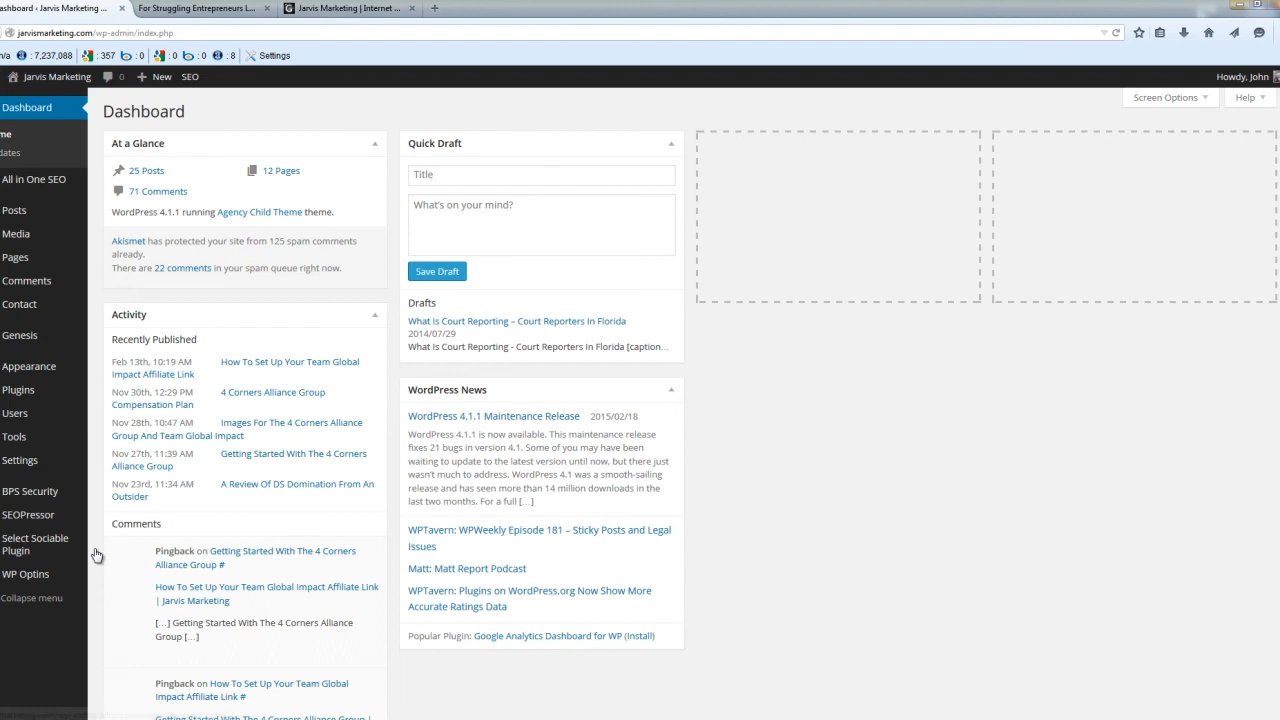 ashboard ‹ Jarvis Marketing ...
For Struggling Entrepreneurs L...
Jarvis Marketing | Internet ...
jarvismarketing.com/wp-admin/index.php
n/a : 7,237,088 : 357 : 0 : 0 : 0 : 8 Settings
Jarvis Marketing 0 New SEO
Howdy, John
Dashboard
me
dates
All in One SEO
Posts
Media
Pages
Comments
Contact
Genesis
Appearance
Plugins
Users
Tools
Settings
BPS Security
SEOPressor
Select Sociable
Plugin
WP Optins
Collapse menu
Screen Options
Help
Dashboard
At a Glance
25 Posts
12 Pages
71 Comments
WordPress 4.1.1 running Agency Child Theme theme.
Akismet has protected your site from 125 spam comments
already.
There are 22 comments in your spam queue right now.
Activity
Recently Published
Feb 13th, 10:19 AM How To Set Up Your Team Global
Impact Affiliate Link
Nov 30th, 12:29 PM 4 Corners Alliance Group
Compensation Plan
Nov 28th, 10:47 AM Images For The 4 Corners Alliance
Group And Team Global Impact
Nov 27th, 11:39 AM Getting Started With The 4 Corners
Alliance Group
Nov 23rd, 11:34 AM A Review Of DS Domination From An
Outsider
Comments
Pingback on Getting Started With The 4 Corners
Alliance Group #
How To Set Up Your Team Global Impact Affiliate Link
| Jarvis Marketing
[...] Getting Started With The 4 Corners Alliance
Group [...]
Pingback on How To Set Up Your Team Global
Impact Affiliate Link #
Getting Started With The 4 Corners Alliance Group |
Quick Draft
Title
What's on your mind?
Save Draft
Drafts
What Is Court Reporting – Court Reporters In Florida
2014/07/29
What Is Court Reporting - Court Reporters In Florida [caption...
WordPress News
WordPress 4.1.1 Maintenance Release 2015/02/18
WordPress 4.1.1 is now available. This maintenance release
fixes 21 bugs in version 4.1. Some of you may have been
waiting to update to the latest version until now, but there just
wasn't much to address. WordPress 4.1 was a smooth-sailing
release and has seen more than 14 million downloads in the
last two months. For a full [...]
WPTavern: WPWeekly Episode 181 – Sticky Posts and Legal
Issues
Matt: Matt Report Podcast
WPTavern: Plugins on WordPress.org Now Show More
Accurate Ratings Data
Popular Plugin: Google Analytics Dashboard for WP (Install)